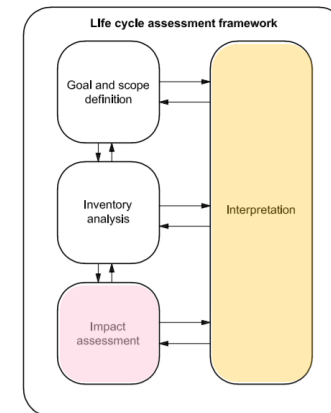 LIfe cycle assessment framework
Goal and scope
definition
Inventory
analysis
Interpretation
Impact
assessment